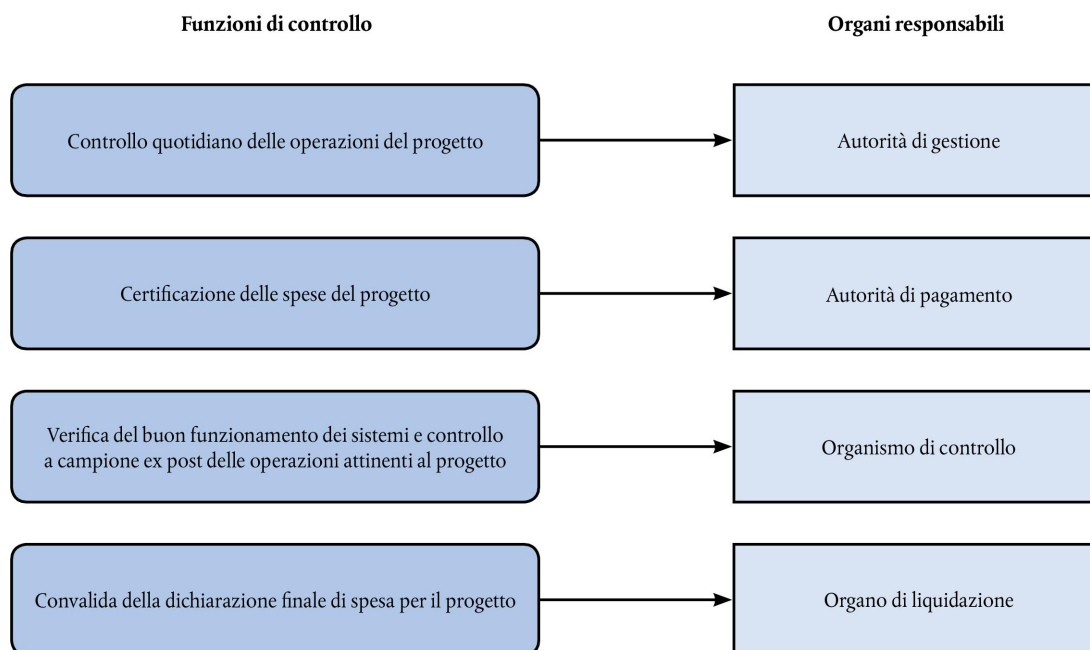 Funzioni di controllo
Organi responsabili
Controllo quotidiano delle operazioni del progetto
Autorità di gestione
Certificazione delle spese del progetto
Autorità di pagamento
Verifica del buon funzionamento dei sistemi e controllo
a campione ex post delle operazioni attinenti al progetto
Organismo di controllo
Convalida della dichiarazione finale di spesa per il progetto
Organo di liquidazione